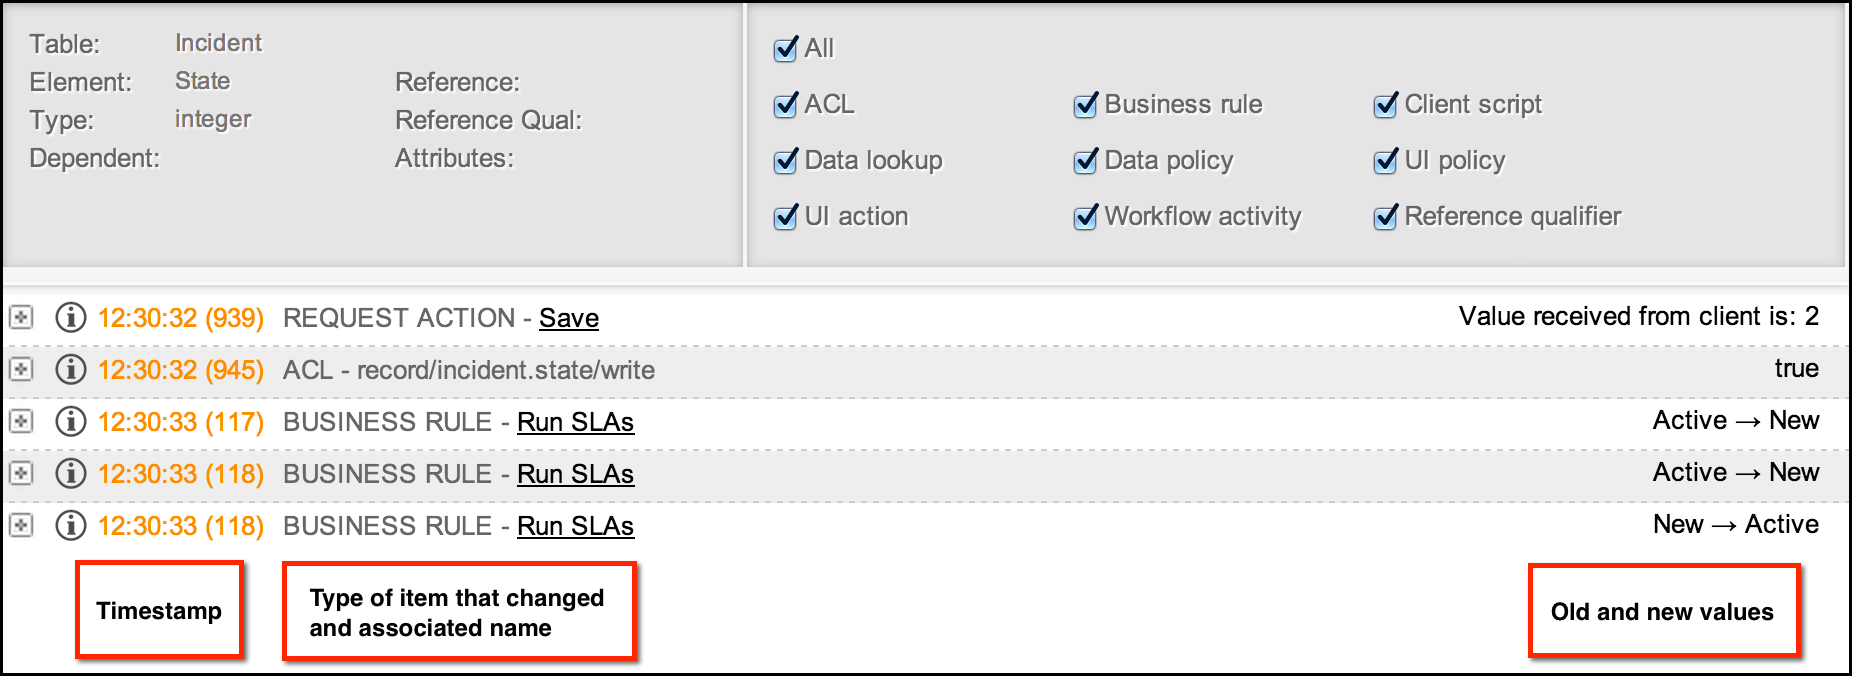 Table: Incident
Element: State Reference:
Type: integer Reference Qual:
Dependent: Attributes:
All
ACL Business rule Client script
Data lookup Data policy UI policy
UI action Workflow activity Reference qualifier
12:30:32 (939) REQUEST ACTION - Save Value received from client is: 2
12:30:32 (945) ACL - record/incident.state/write true
12:30:33 (117) BUSINESS RULE - Run SLAs Active → New
12:30:33 (118) BUSINESS RULE - Run SLAs Active → New
12:30:33 (118) BUSINESS RULE - Run SLAs New → Active
Timestamp
Type of item that changed
and associated name
Old and new values